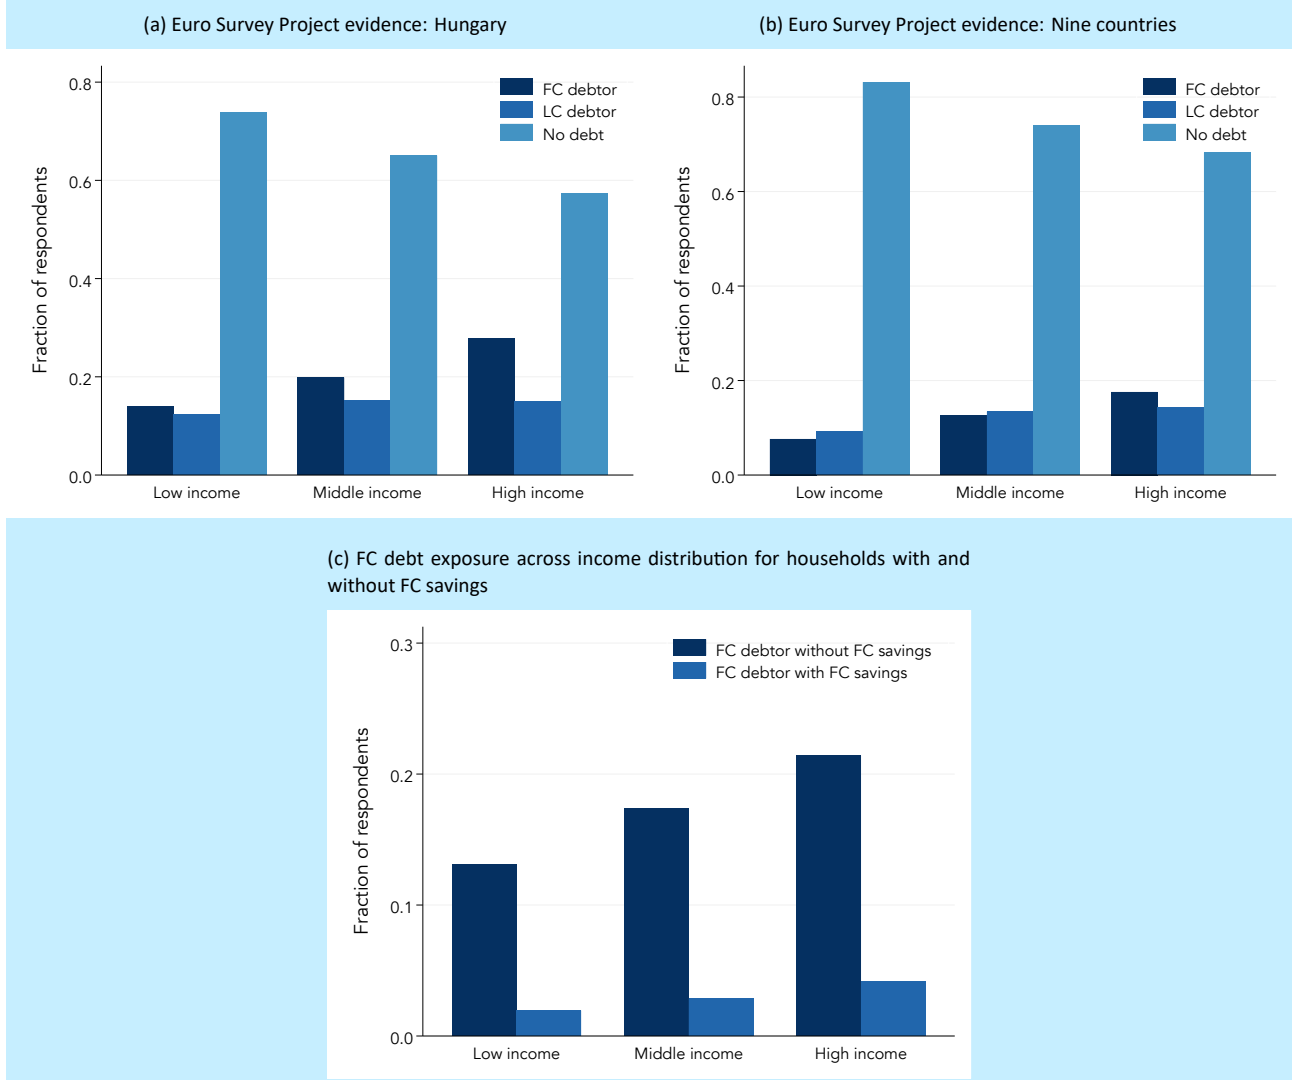 (a) Euro Survey Project evidence: Hungary
0.8
0.6
0.4
0.2
0.0
Fraction of respondents
FC debtor
LC debtor
No debt
Low income
Middle income
High income
(b) Euro Survey Project evidence: Nine countries
0.8
0.6
0.4
0.2
0.0
Fraction of respondents
FC debtor
LC debtor
No debt
Low income
Middle income
High income
(c) FC debt exposure across income distribution for households with and
without FC savings
0.3
0.2
0.1
0.0
Fraction of respondents
FC debtor without FC savings
FC debtor with FC savings
Low income
Middle income
High income